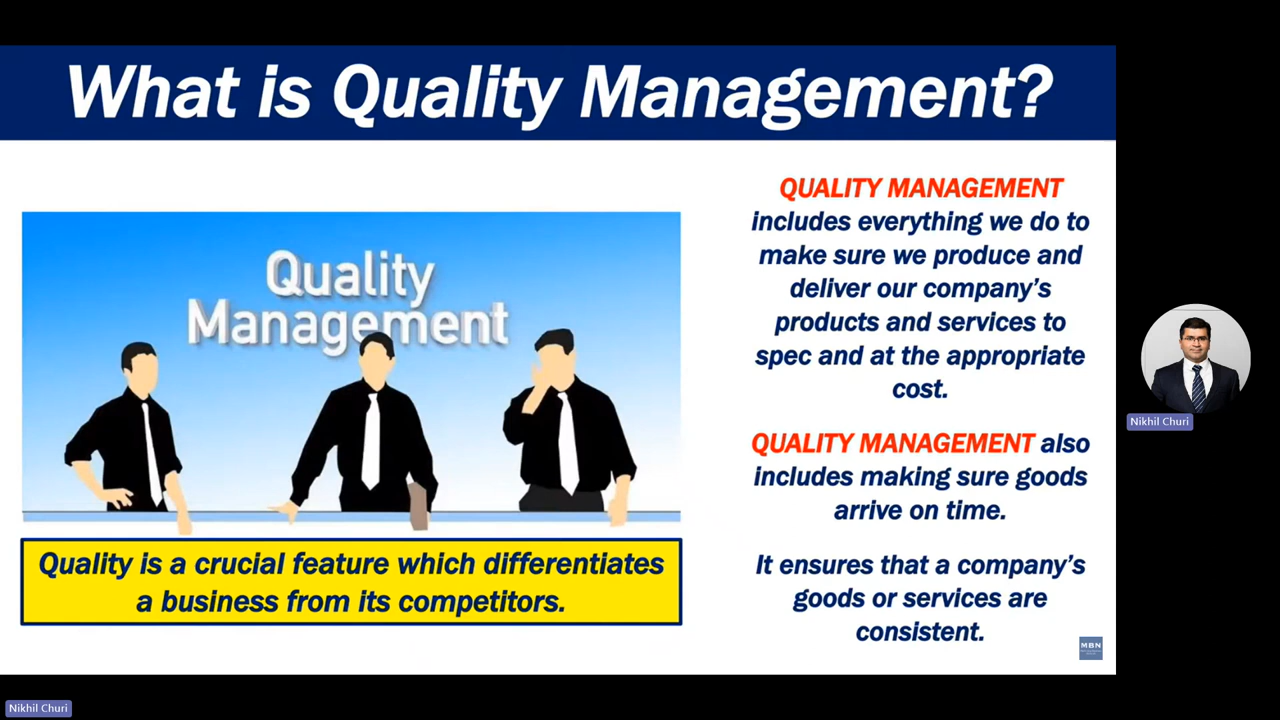 What is Quality Management?
Quality
Management
Quality is a crucial feature which differentiates
a business from its competitors.
QUALITY MANAGEMENT
includes everything we do to
make sure we produce and
deliver our company's
products and services to
spec and at the appropriate
cost.
QUALITY MANAGEMENT also
includes making sure goods
arrive on time.
It ensures that a company's
goods or services are
consistent.
MBN
Nikhil Churi
Nikhil Churi